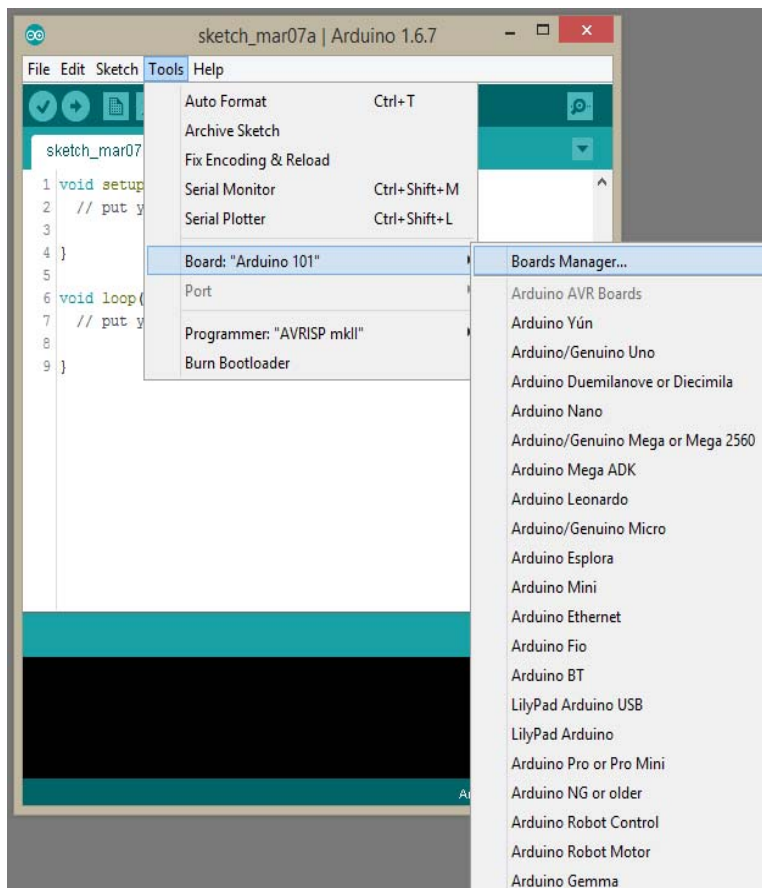 sketch_mar07a | Arduino 1.6.7
File Edit Sketch Tools Help
sketch_mar07
1 void setup
2 // put y
3
4 }
5
6 void loop(
7 // put y
8
9 }
Auto Format Ctrl+T
Archive Sketch
Fix Encoding & Reload
Serial Monitor Ctrl+Shift+M
Serial Plotter Ctrl+Shift+L
Board: "Arduino 101"
Port
Programmer: "AVRISP mkII"
Burn Bootloader
Boards Manager...
Arduino AVR Boards
Arduino Yún
Arduino/Genuino Uno
Arduino Duemilanove or Diecimila
Arduino Nano
Arduino/Genuino Mega or Mega 2560
Arduino Mega ADK
Arduino Leonardo
Arduino/Genuino Micro
Arduino Esplora
Arduino Mini
Arduino Ethernet
Arduino Fio
Arduino BT
LilyPad Arduino USB
LilyPad Arduino
Arduino Pro or Pro Mini
Arduino NG or older
Arduino Robot Control
Arduino Robot Motor
Arduino Gemma